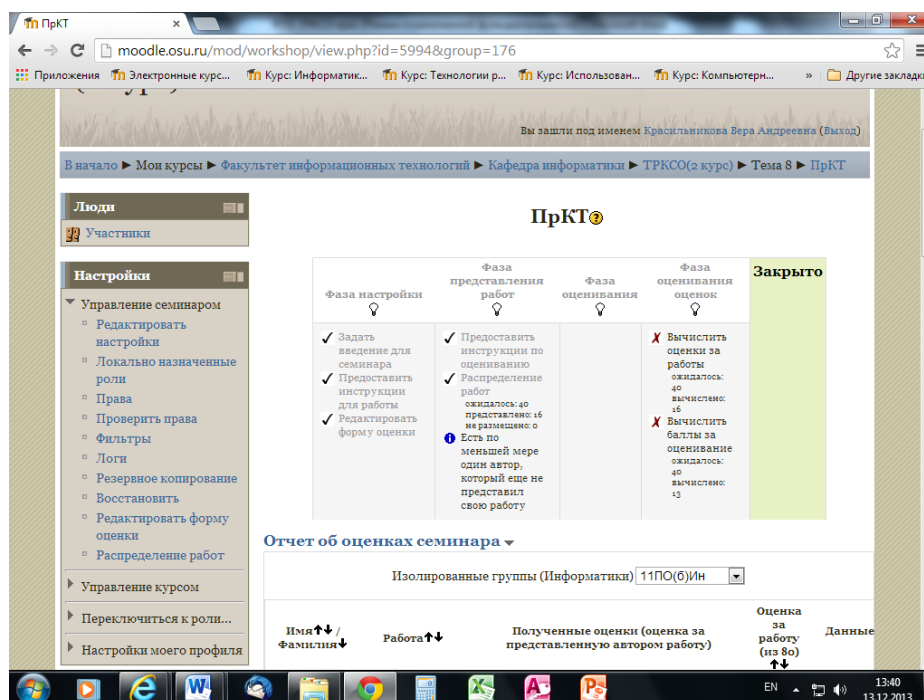 ПрКТ
moodle.osu.ru/mod/workshop/view.php?id=5994&group=176
Приложения Электронные курс... Курс: Информатик... Курс: Технологии р... Курс: Использован... Курс: Компьютерн... » Другие закладк
Вы зашли под именем Красильникова Вера Андреевна (Выход)
В начало ► Мои курсы ► Факультет информационных технологий ► Кафедра информатики ► ТРКСО(2 курс) ► Тема 8 ► ПрКТ
Люди
Участники
Настройки
Управление семинаром
Редактировать
настройки
Локально назначенные
роли
Права
Проверить права
Фильтры
Логи
Резервное копирование
Восстановить
Редактировать форму
оценки
Распределение работ
Управление курсом
Переключиться к роли...
Настройки моего профиля
ПрКТ
Фаза настройки
Фаза
представления
работ
Фаза
оценивания
Фаза
оценивания
оценок
Закрыто
Задать
введение для
семинара
Предоставить
инструкции
для работы
Редактировать
форму оценки
Предоставить
инструкции по
оцениванию
Распределение
работ
ожидалось: 40
представлено: 16
не размещено: 0
Есть по
меньшей мере
один автор,
который еще не
представил
свою работу
Вычислить
оценки за
работы
ожидалось:
40
вычислено:
16
Вычислить
баллы за
оценивание
ожидалось:
40
вычислено:
13
Отчет об оценках семинара
Изолированные группы (Информатики) 11ПО(б)Ин
Имя /
Фамилия
Работа
Полученные оценки (оценка за
представленную автором работу)
Оценка
за
работу
(из 80)
Данные
EN
13:40
13.12.2013